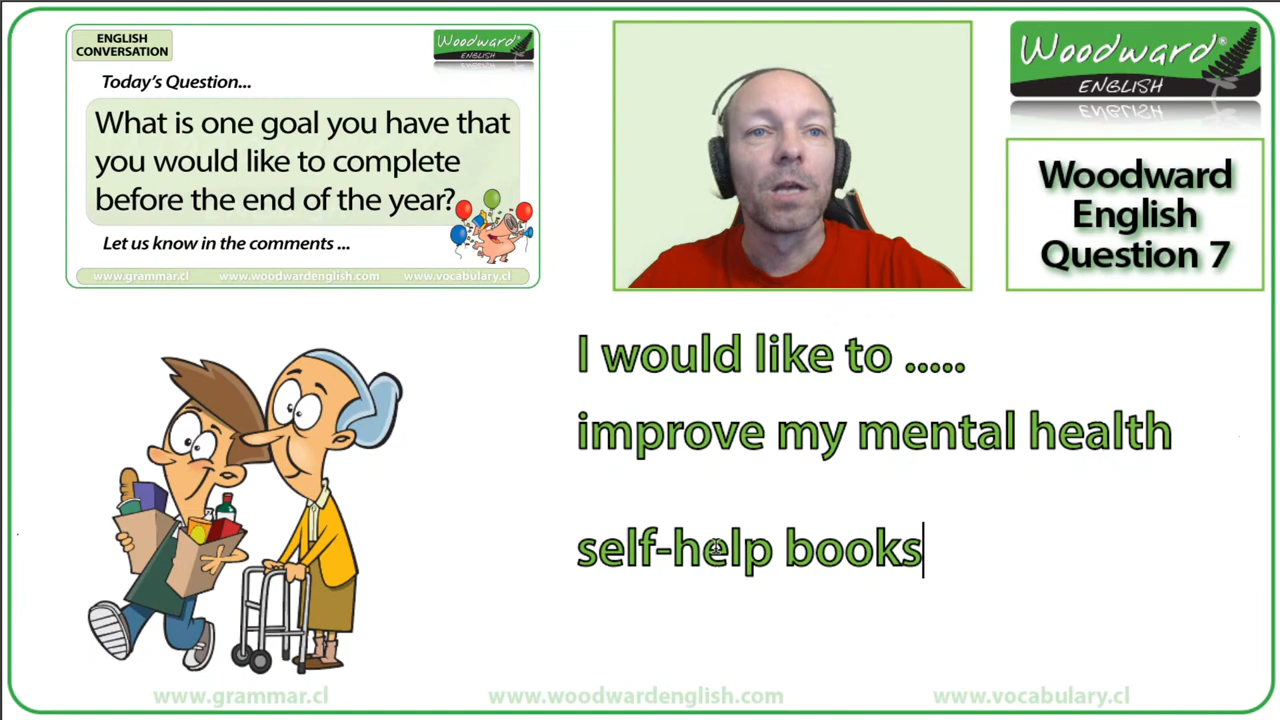 ENGLISH
CONVERSATION
Woodward
ENGLISH
Today's Question...
What is one goal you have that
you would like to complete
before the end of the year?
Let us know in the comments ...
www.grammar.cl www.woodwardenglish.com www.vocabulary.cl
Woodward®
ENGLISH
Woodward
English
Question 7
I would like to .....
improve my mental health
self-help books
www.grammar.cl www.woodwardenglish.com www.vocabulary.cl